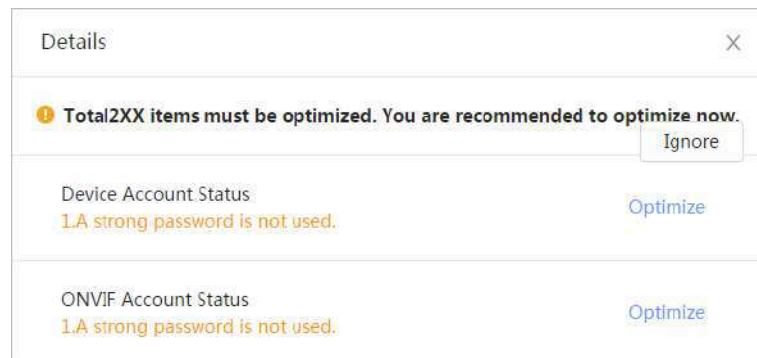 Details
Total2XX items must be optimized. You are recommended to optimize now.
Ignore
Device Account Status
1.A strong password is not used.
Optimize
ONVIF Account Status
1.A strong password is not used.
Optimize